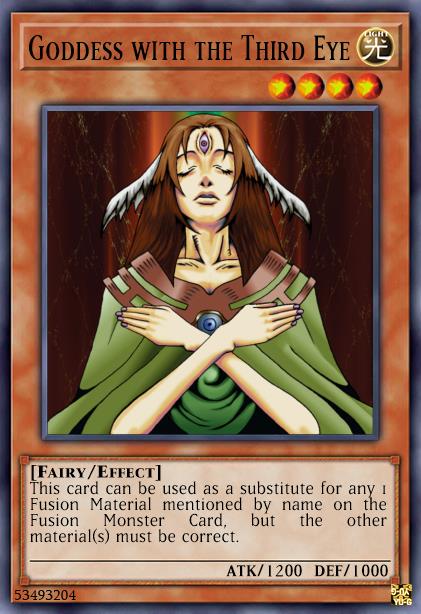 Goddess with the Third Eye
LIGHT
光
[Fairy/Effect]
This card can be used as a substitute for any 1
Fusion Material mentioned by name on the
Fusion Monster Card, but the other
material(s) must be correct.
ATK/1200 DEF/1000
53493204